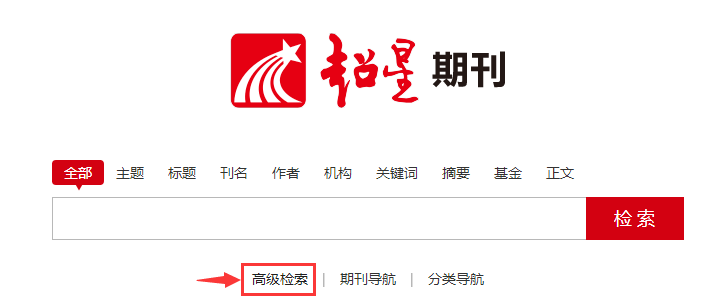 超星 期刊
全部 主题 标题 刊名 作者 机构 关键词 摘要 基金 正文
检索
高级检索 | 期刊导航 | 分类导航